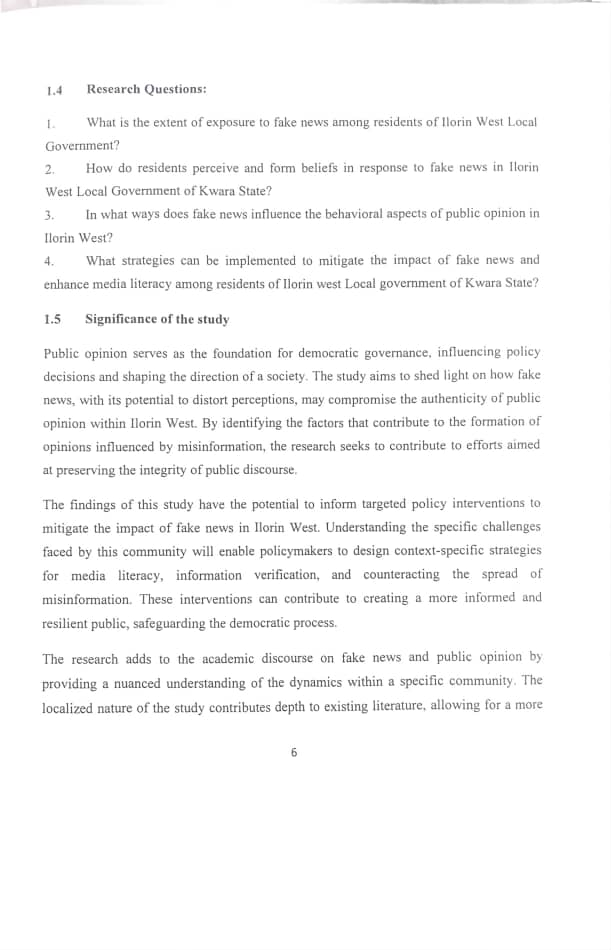 1.4 Research Questions:
1. What is the extent of exposure to fake news among residents of Ilorin West Local
Government?
2. How do residents perceive and form beliefs in response to fake news in Ilorin
West Local Government of Kwara State?
3. In what ways does fake news influence the behavioral aspects of public opinion in
Ilorin West?
4. What strategies can be implemented to mitigate the impact of fake news and
enhance media literacy among residents of Ilorin west Local government of Kwara State?
1.5 Significance of the study
Public opinion serves as the foundation for democratic governance, influencing policy
decisions and shaping the direction of a society. The study aims to shed light on how fake
news, with its potential to distort perceptions, may compromise the authenticity of public
opinion within Ilorin West. By identifying the factors that contribute to the formation of
opinions influenced by misinformation, the research seeks to contribute to efforts aimed
at preserving the integrity of public discourse.
The findings of this study have the potential to inform targeted policy interventions to
mitigate the impact of fake news in Ilorin West. Understanding the specific challenges
faced by this community will enable policymakers to design context-specific strategies
for media literacy, information verification, and counteracting the spread of
misinformation. These interventions can contribute to creating a more informed and
resilient public, safeguarding the democratic process.
The research adds to the academic discourse on fake news and public opinion by
providing a nuanced understanding of the dynamics within a specific community. The
localized nature of the study contributes depth to existing literature, allowing for a more
6